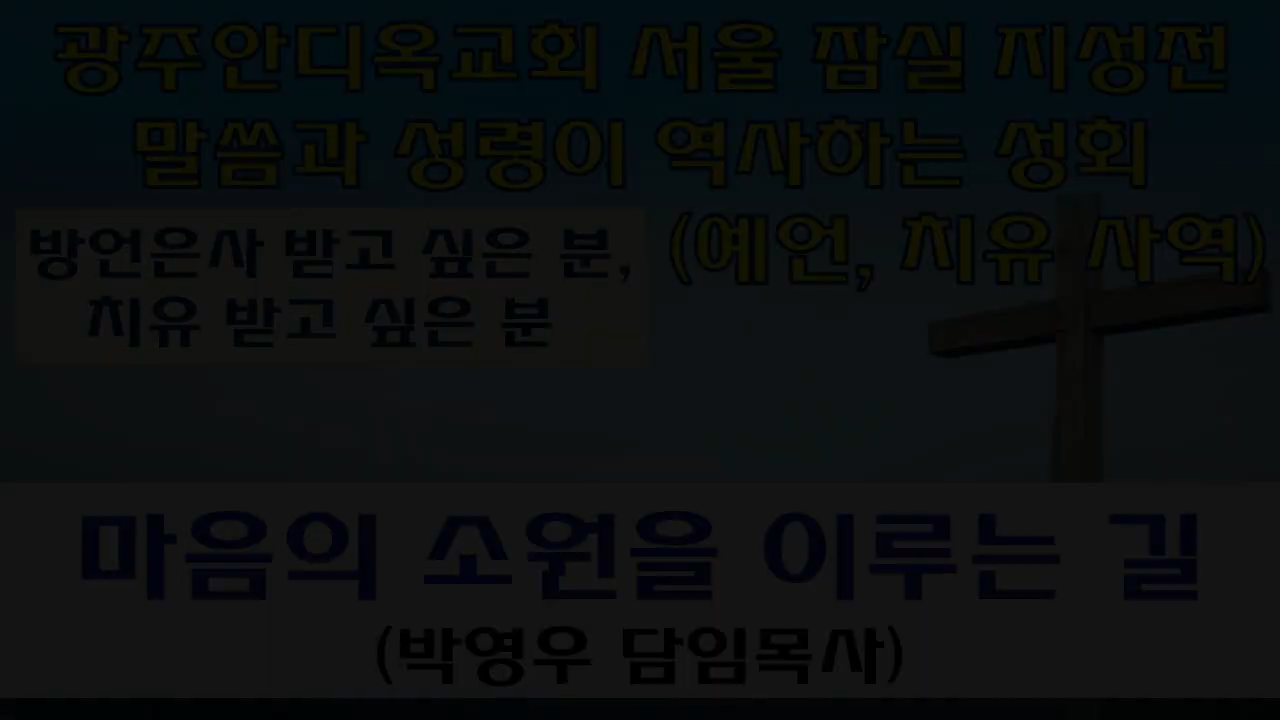 광주안디옥교회 서울 잠실 지성전
말씀과 성령이 역사하는 성회
(예언, 치유 사역)
방언은사 받고 싶은 분,
치유 받고 싶은 분
마음의 소원을 이루는 길
(박영우 담임목사)